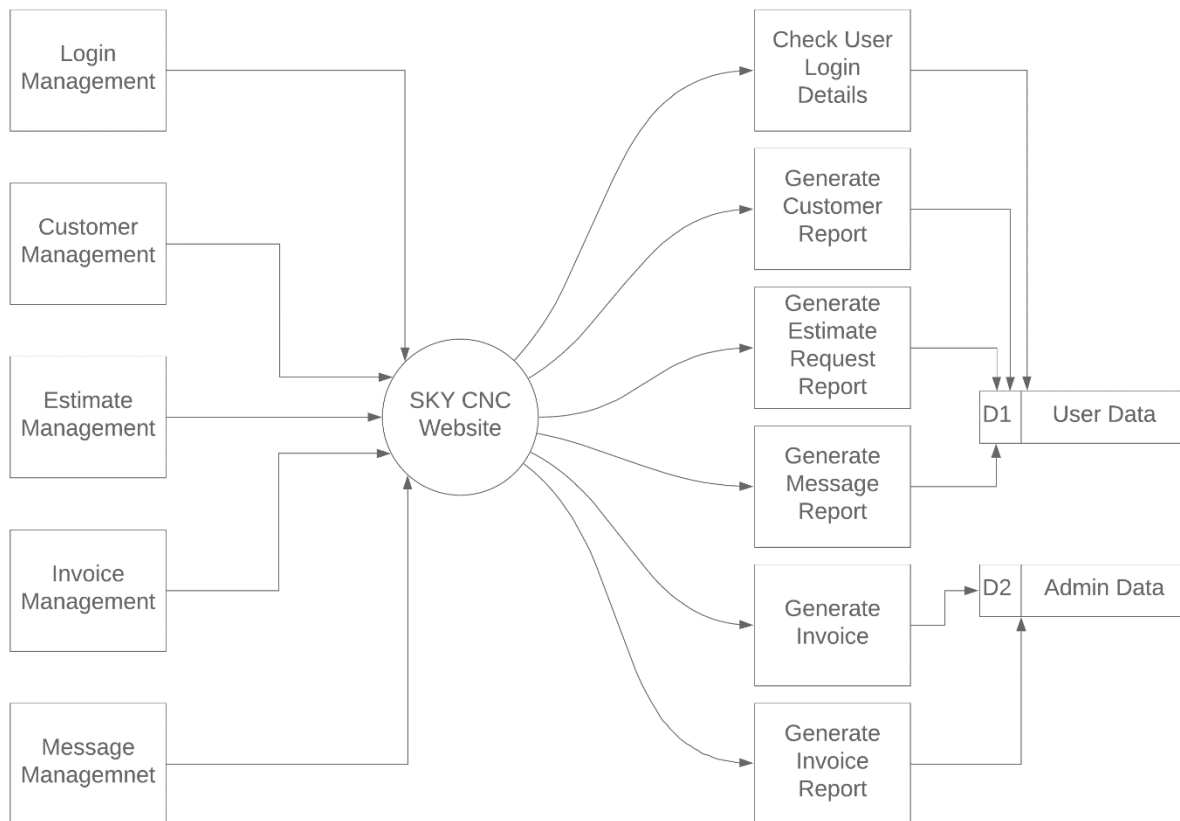 Login
Management
Customer
Management
Estimate
Management
Invoice
Management
Message
Managemnet
SKY CNC
Website
Check User
Login
Details
Generate
Customer
Report
Generate
Estimate
Request
Report
Generate
Message
Report
Generate
Invoice
Generate
Invoice
Report
D1 User Data
D2 Admin Data